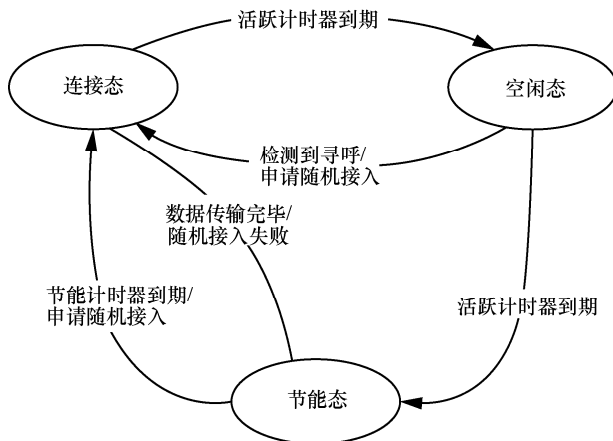 活跃计时器到期
连接态
空闲态
检测到寻呼/
申请随机接入
数据传输完毕/
随机接入失败
节能计时器到期/
申请随机接入
活跃计时器到期
节能态